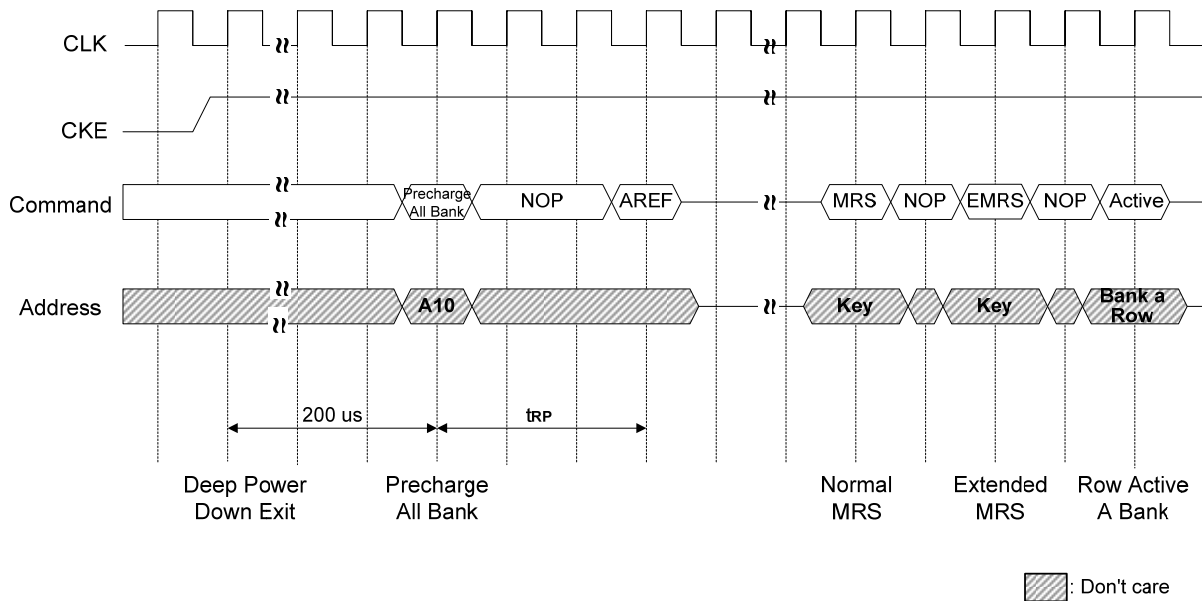 CLK
CKE
Command
Precharge
All Bank
NOP
AREF
MRS
NOP
EMRS
NOP
Active
Address
A10
Key
Key
Bank a
Row
200 us
tRP
Deep Power
Down Exit
Precharge
All Bank
Normal
MRS
Extended
MRS
Row Active
A Bank
: Don't care